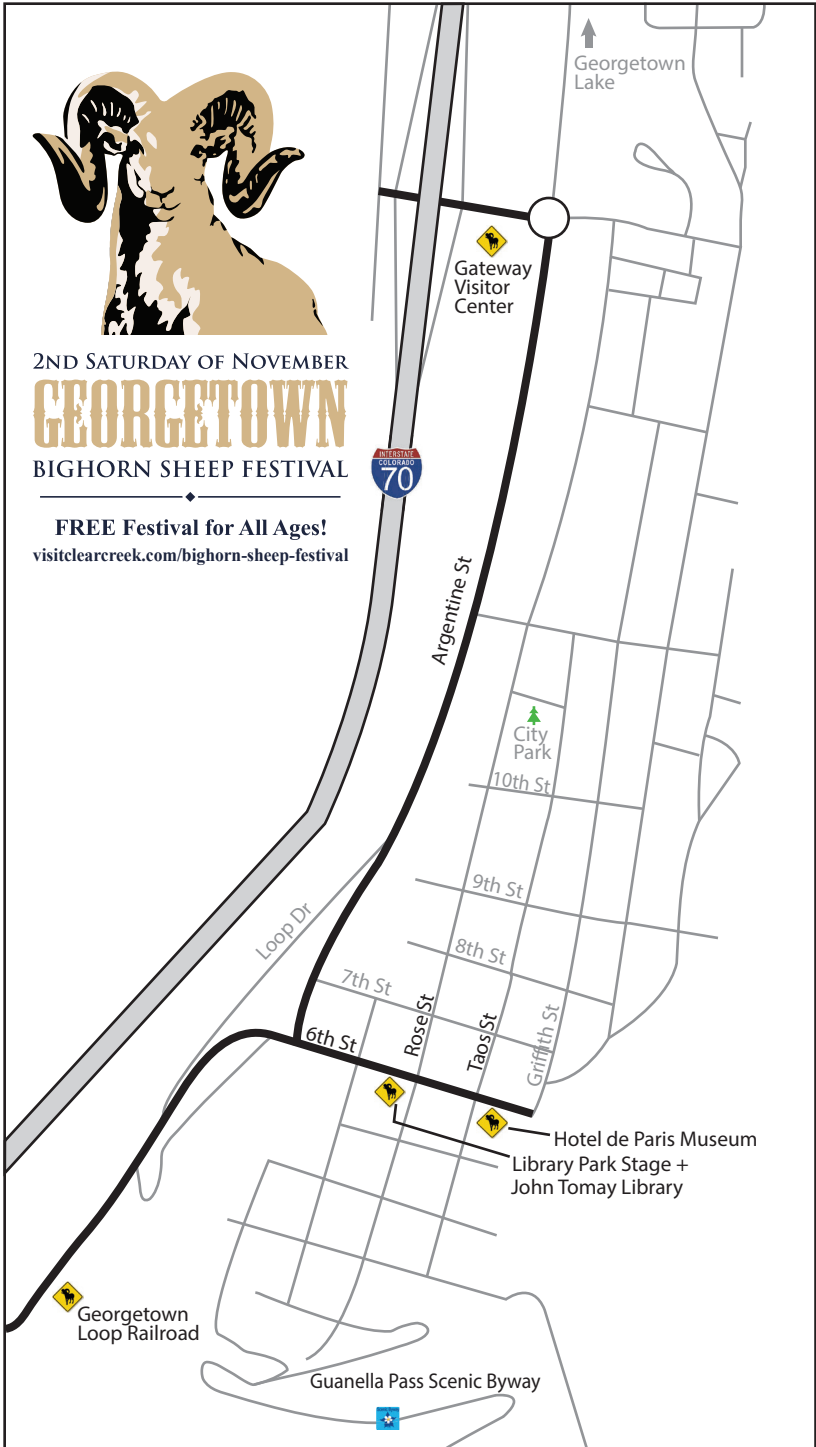 Georgetown
Lake
Gateway
Visitor
Center
2ND SATURDAY OF NOVEMBER
GEORGETOWN
BIGHORN SHEEP FESTIVAL
INTERSTATE
COLORADO
70
FREE Festival for All Ages!
visitclearcreek.com/bighorn-sheep-festival
Argentine St
City
Park
10th St
9th St
Loop Dr
8th St
7th St
Rose St
Taos St
Griffith St
6th St
Hotel de Paris Museum
Library Park Stage +
John Tomay Library
Georgetown
Loop Railroad
Guanella Pass Scenic Byway